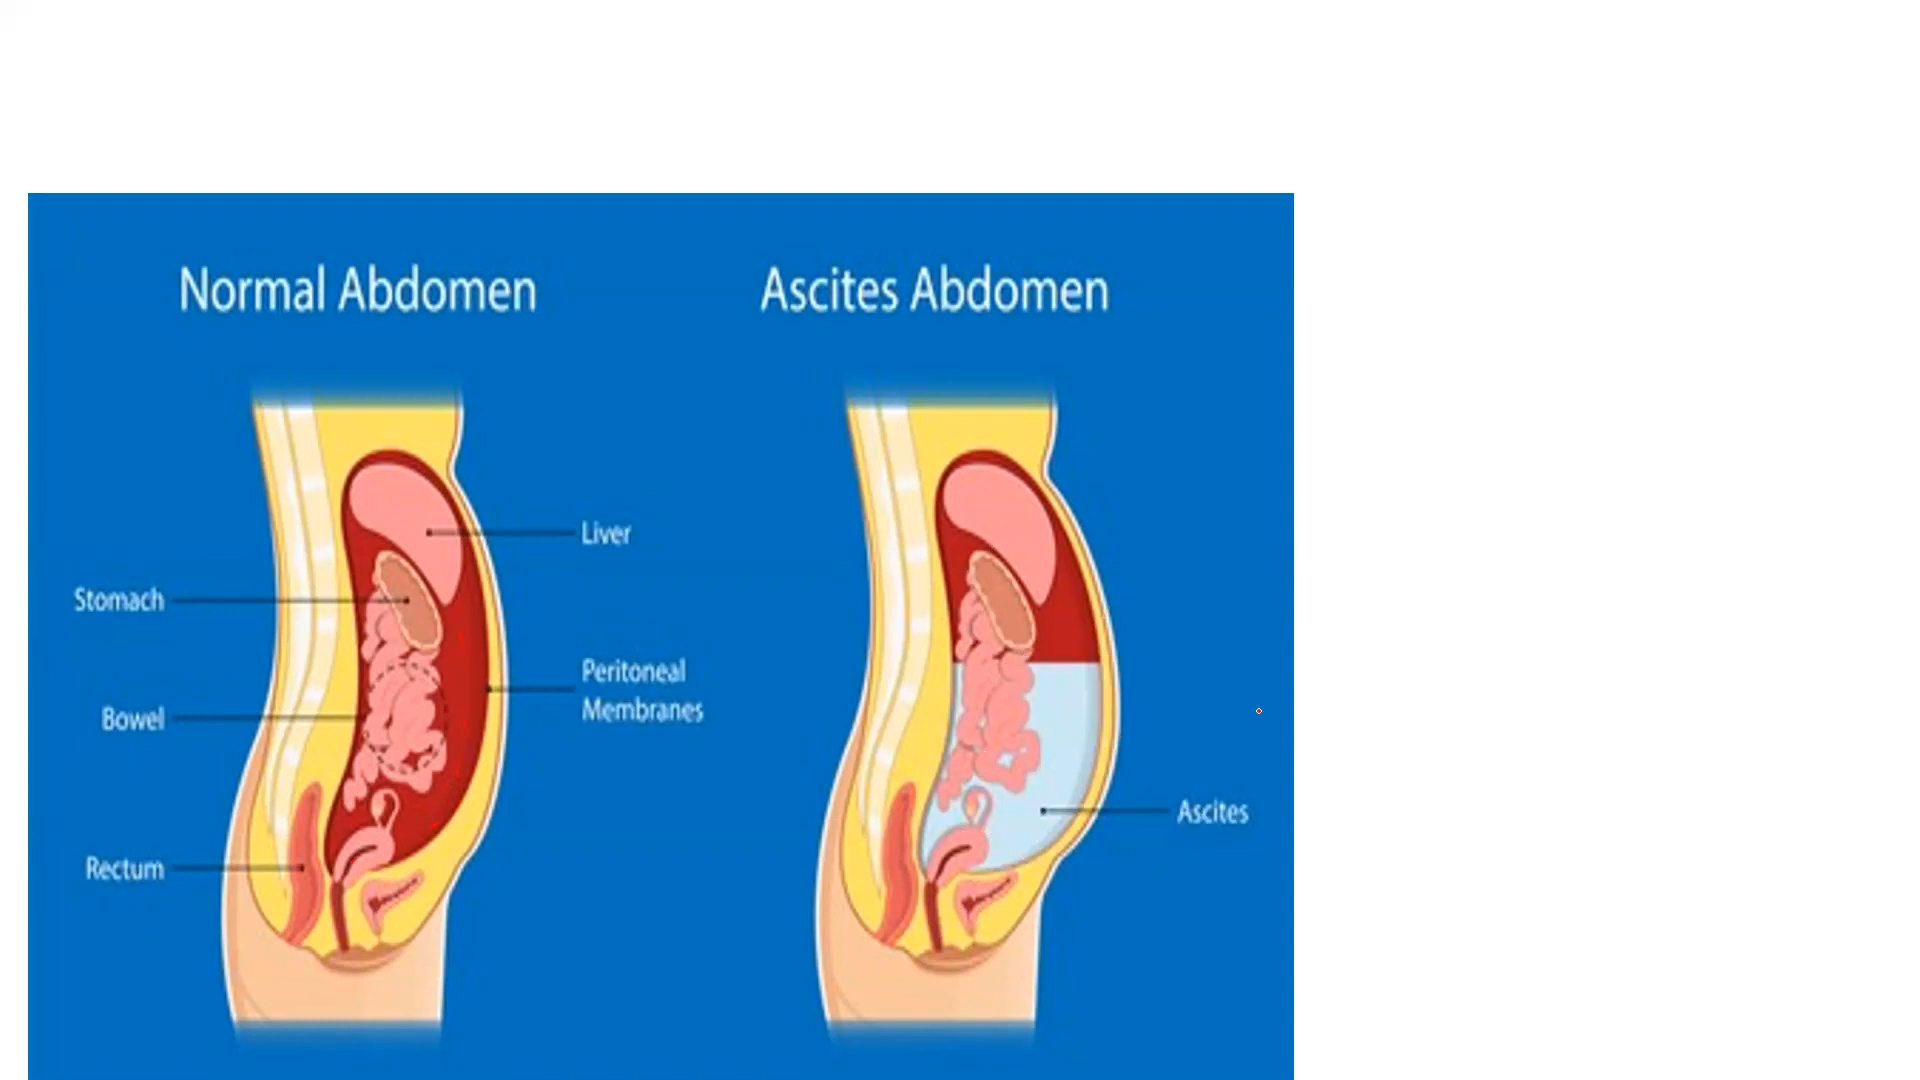 Normal Abdomen
Ascites Abdomen
Liver
Stomach
Peritoneal
Membranes
Bowel
Ascites
Rectum